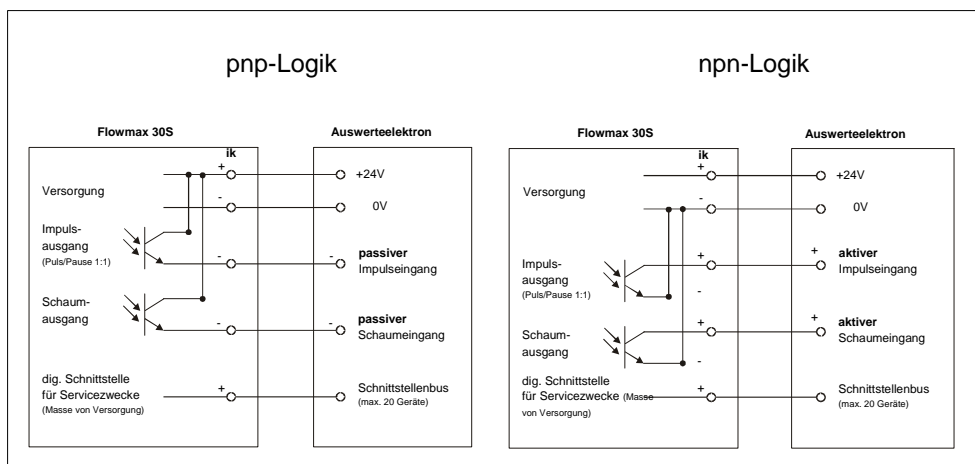 pnp-Logik
Flowmax 30S
Auswerteelektron
ik
Versorgung
+
+24V
-
0V
Impuls-
ausgang
(Puls/Pause 1:1)
-
-
passiver
Impulseingang
Schaum-
ausgang
-
-
passiver
Schaumeingang
dig. Schnittstelle
für Servicezwecke
(Masse von Versorgung)
+
Schnittstellenbus
(max. 20 Geräte)
npn-Logik
Flowmax 30S
Auswerteelektron
ik
Versorgung
+
+24V
-
0V
Impuls-
ausgang
(Puls/Pause 1:1)
+
-
+
aktiver
Impulseingang
Schaum-
ausgang
+
-
+
aktiver
Schaumeingang
dig. Schnittstelle
für Servicezwecke (Masse
von Versorgung)
+
Schnittstellenbus
(max. 20 Geräte)